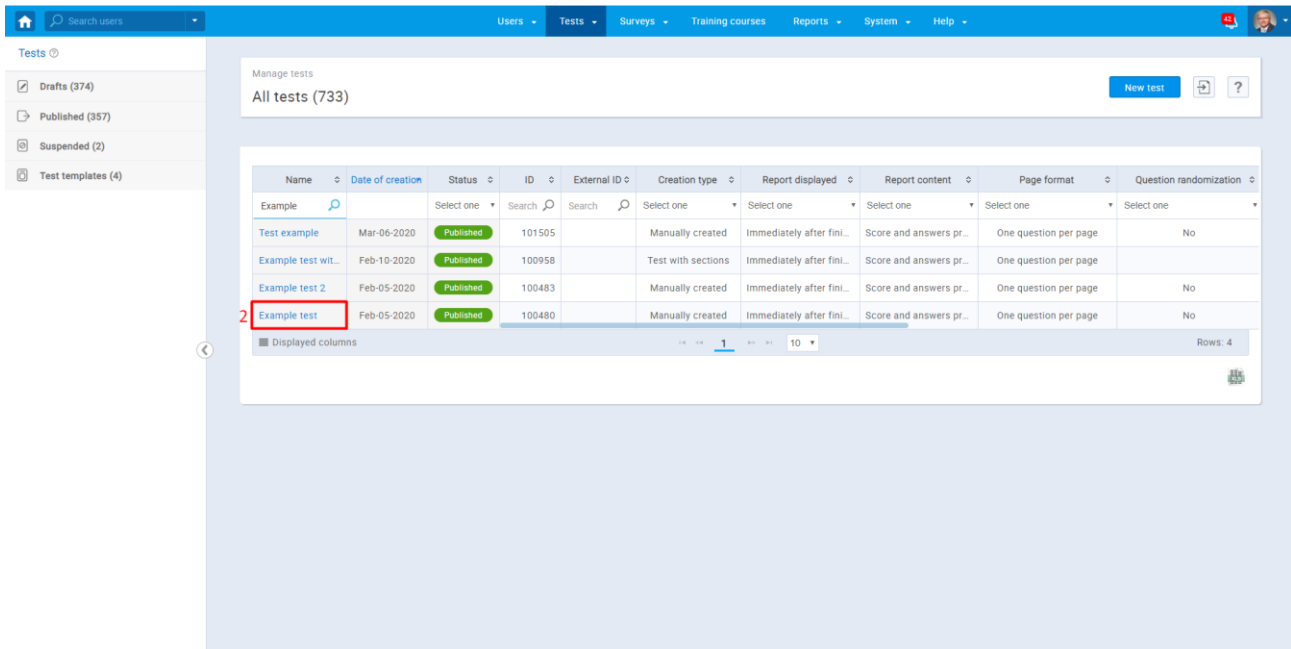 Search users
Users Tests Surveys Training courses Reports System Help
42
Tests
Drafts (374)
Published (357)
Suspended (2)
Test templates (4)
Manage tests
All tests (733)
New test
?
Name Date of creation Status ID External ID Creation type Report displayed Report content Page format Question randomization
Example Select one Search Search Select one Select one Select one Select one Select one
Test example Mar-06-2020 Published 101505 Manually created Immediately after fini... Score and answers pr... One question per page No
Example test wit... Feb-10-2020 Published 100958 Test with sections Immediately after fini... Score and answers pr... One question per page
Example test 2 Feb-05-2020 Published 100483 Manually created Immediately after fini... Score and answers pr... One question per page No
2 Example test Feb-05-2020 Published 100480 Manually created Immediately after fini... Score and answers pr... One question per page No
Displayed columns 1 10 Rows: 4